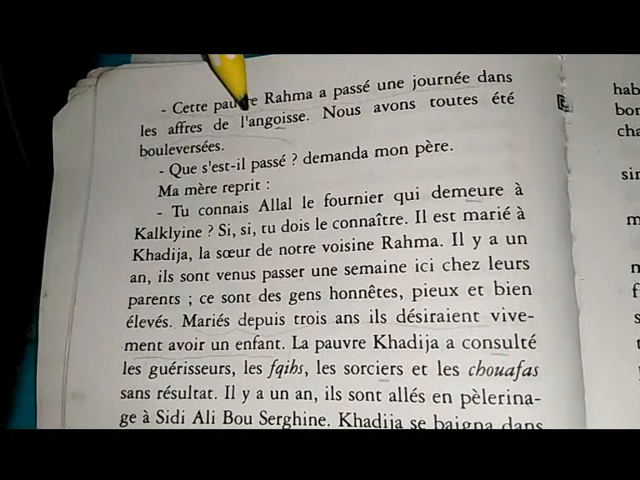 - Cette pauvre Rahma a passé une journée dans
les affres de l'angoisse. Nous avons toutes été
bouleversées.
- Que s'est-il passé ? demanda mon père.
Ma mère reprit :
- Tu connais Allal le fournier qui demeure à
Kalklyine ? Si, si, tu dois le connaître. Il est marié à
Khadija, la sœur de notre voisine Rahma. Il y a un
an, ils sont venus passer une semaine ici chez leurs
parents ; ce sont des gens honnêtes, pieux et bien
élevés. Mariés depuis trois ans ils désiraient vive-
ment avoir un enfant. La pauvre Khadija a consulté
les guérisseurs, les fqihs, les sorciers et les chouafas
sans résultat. Il y a un an, ils sont allés en pèlerina-
ge à Sidi Ali Bou Serghine. Khadija se baigna dans
hab
bon
cha
sin
m
m
f
s
t
r